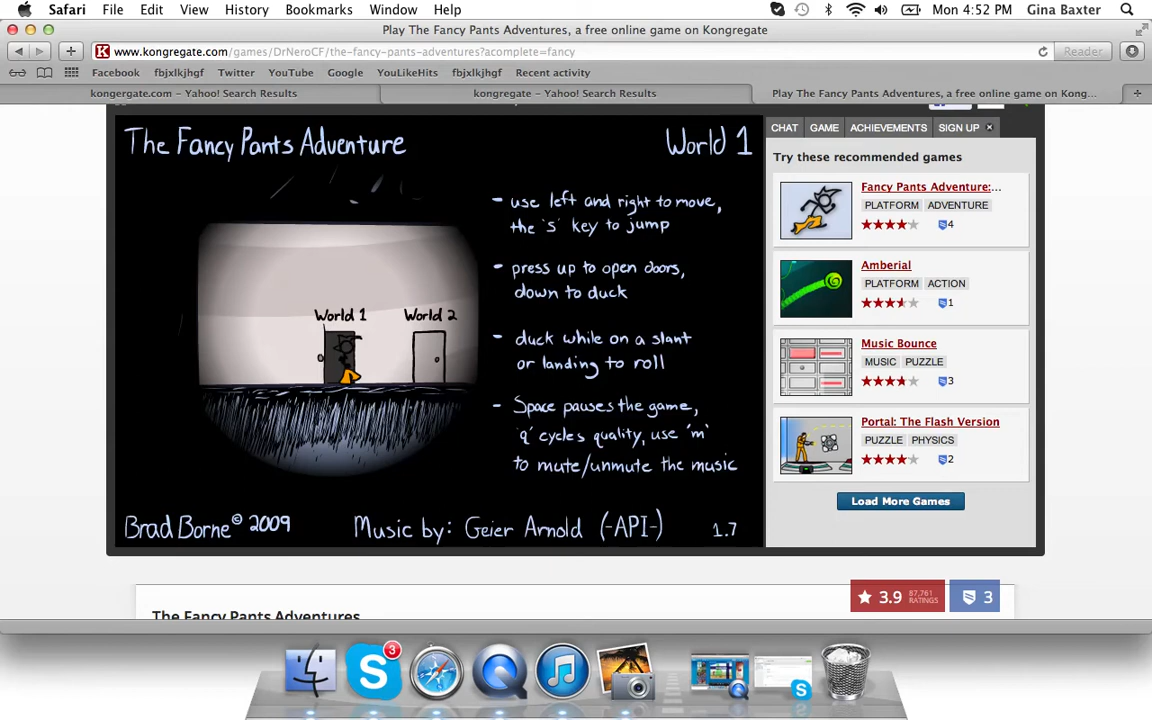 Safari File Edit View History Bookmarks Window Help Mon 4:52 PM Gina Baxter
Play The Fancy Pants Adventures, a free online game on Kongregate
www.kongregate.com/games/DrNeroCF/the-fancy-pants-adventures?acomplete=fancy Reader
Facebook fbjxlkjhgf Twitter YouTube Google YouLikeHits fbjxlkjhgf Recent activity
kongergate.com – Yahoo! Search Results kongregate – Yahoo! Search Results Play The Fancy Pants Adventures, a free online game on Kong...
The Fancy Pants Adventure World 1
- use left and right to move,
the 's' key to jump
- press up to open doors,
down to duck
World 1 World 2
- duck while on a slant
or landing to roll
- Space pauses the game,
'q' cycles quality, use 'm'
to mute/unmute the music
Brad Borne © 2009 Music by: Geier Arnold (-API-) 1.7
CHAT GAME ACHIEVEMENTS SIGN UP
Try these recommended games
Fancy Pants Adventure:...
PLATFORM ADVENTURE
4
Amberial
PLATFORM ACTION
1
Music Bounce
MUSIC PUZZLE
3
Portal: The Flash Version
PUZZLE PHYSICS
2
Load More Games
The Fancy Pants Adventures
3.9 87,761 RATINGS 3
S 3